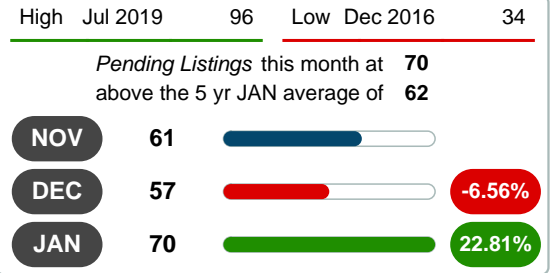 High Jul 2019 96 Low Dec 2016 34
Pending Listings this month at 70
above the 5 yr JAN average of 62
NOV 61
DEC 57 -6.56%
JAN 70 22.81%